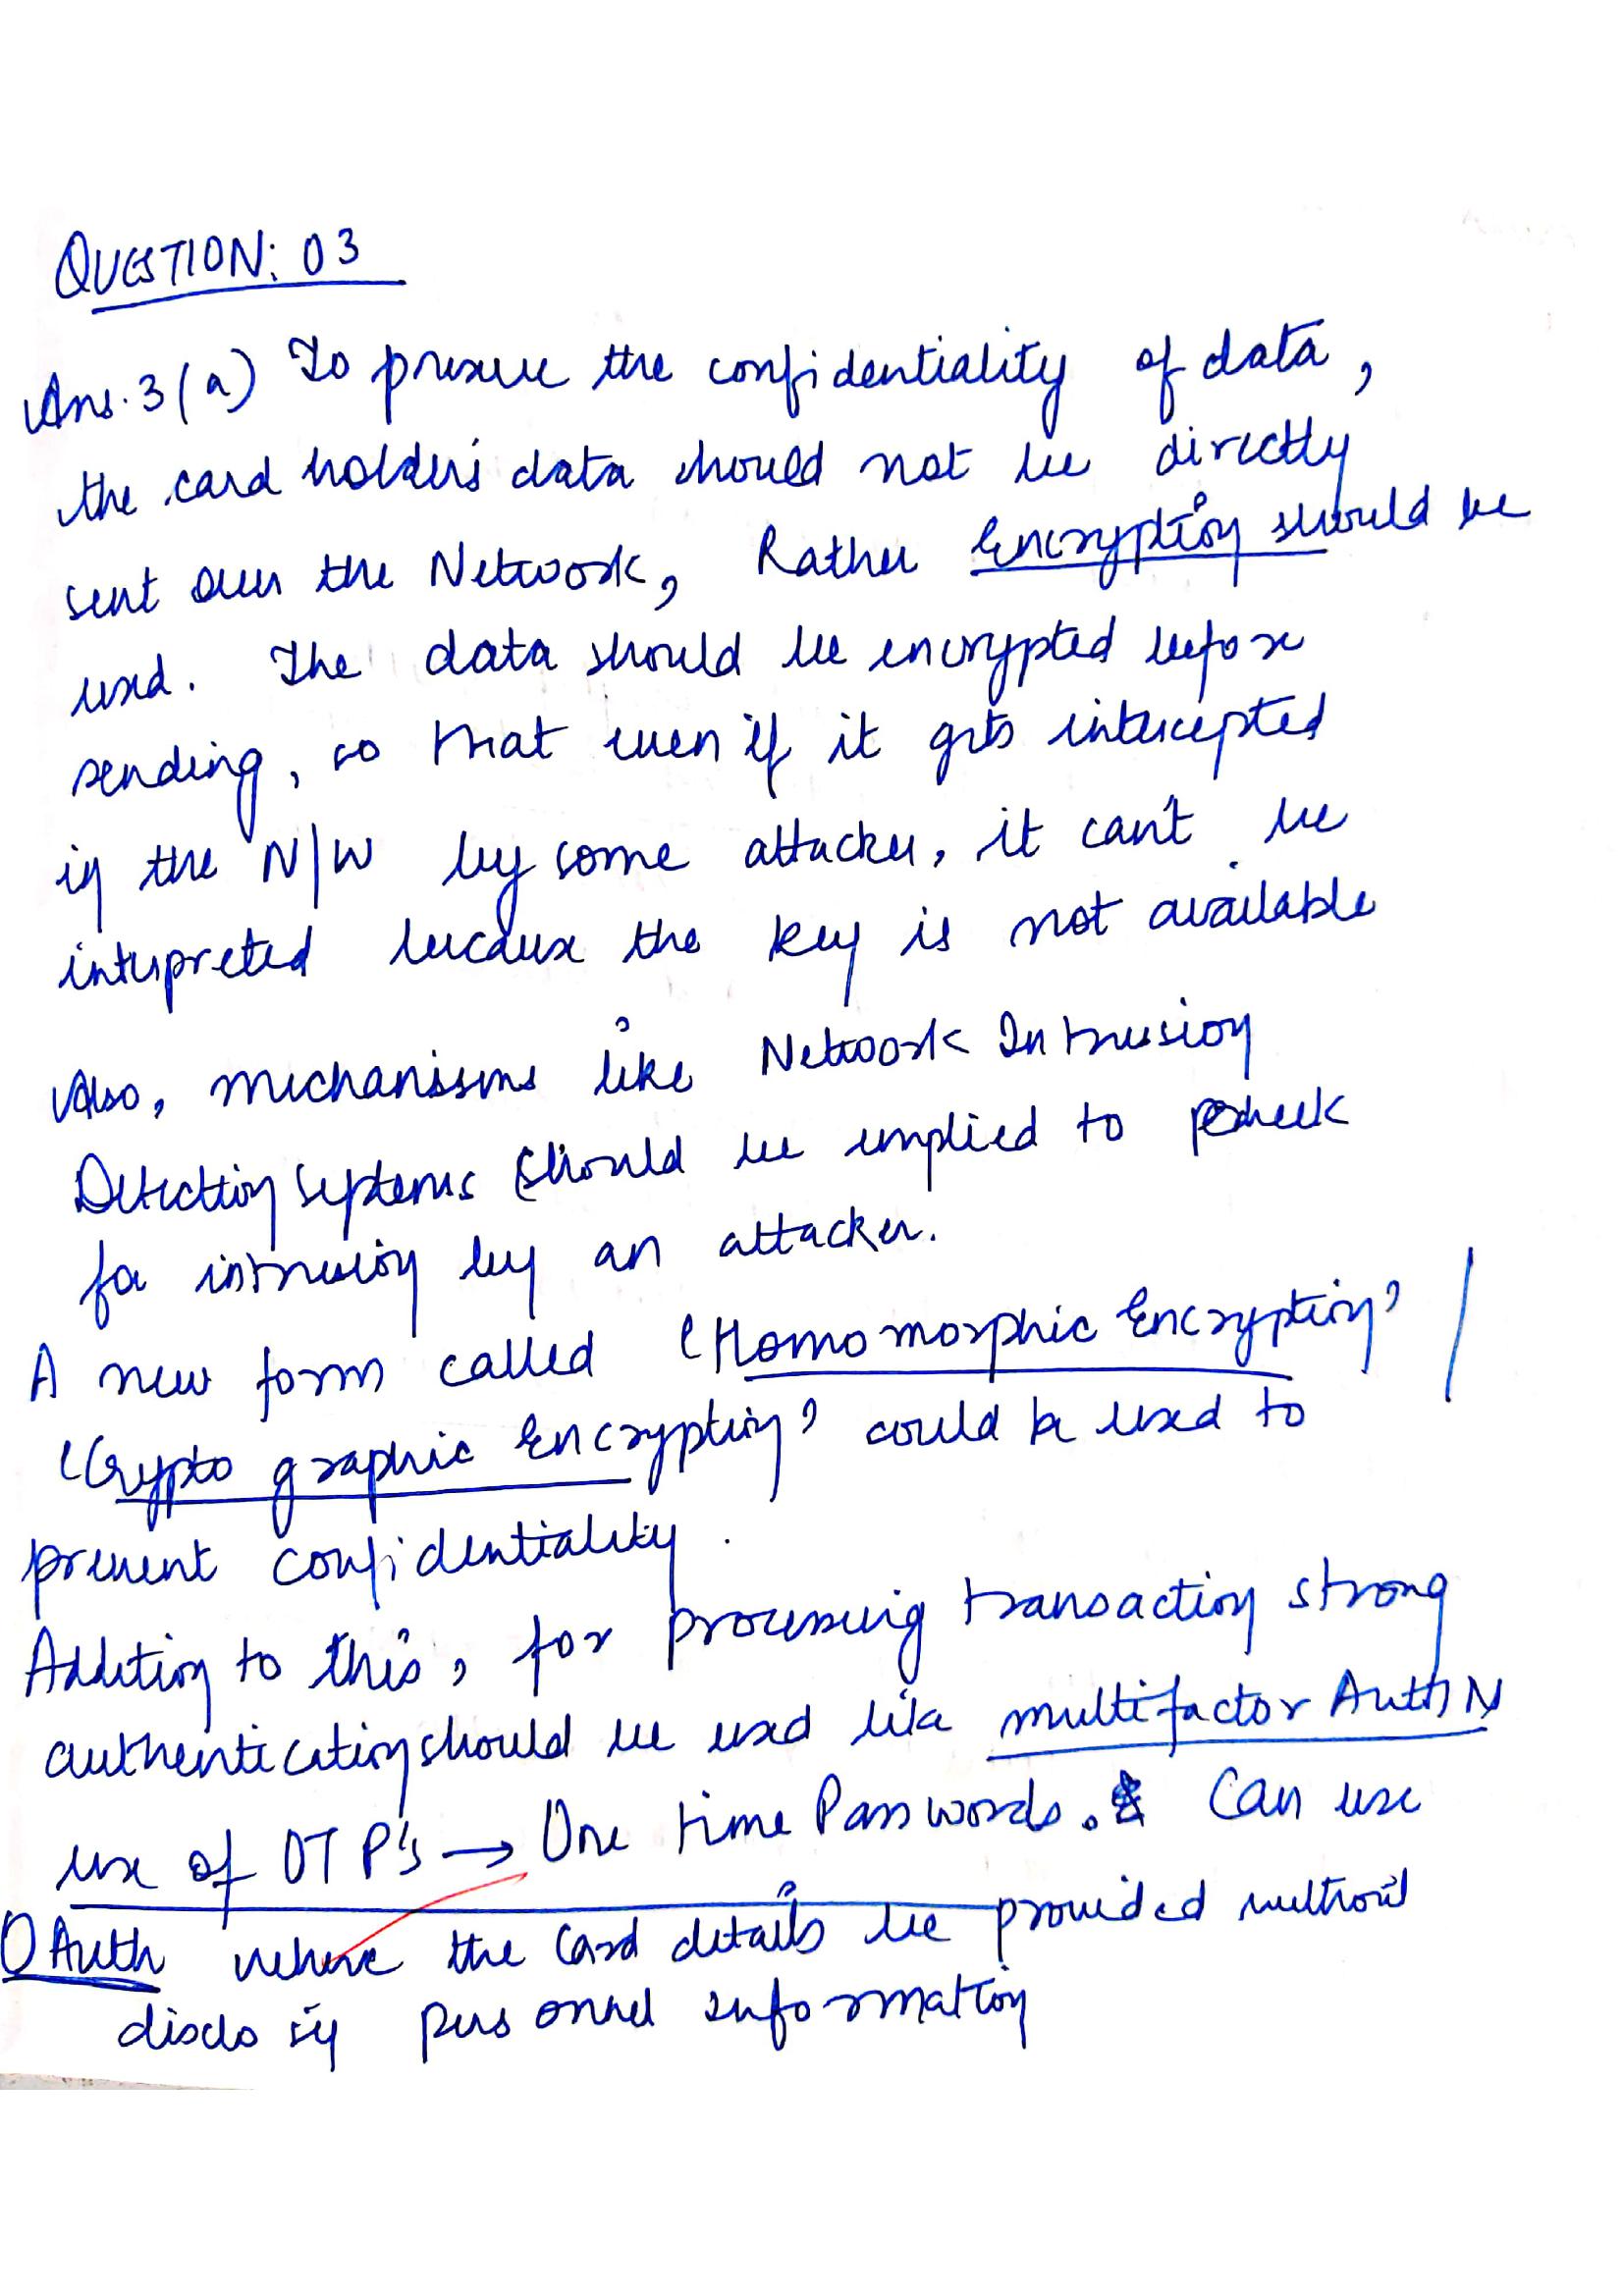 QUESTION: 03
Ans. 3 (a) To preserve the confidentiality of data,
the card holder's data should not be directly
sent over the Network, Rather Encryption should be
used. The data should be encrypted before
sending, so that even if it gets intercepted
in the N/W by some attacker, it can't be
interpreted because the key is not available
Also, mechanisms like Network Intrusion
Detection Systems should be implied to check
for intrusion by an attacker.
A new form called 'Homomorphic Encryption' /
'Cryptographic Encryption' could be used to
prevent confidentiality.
Addition to this, for processing transaction strong
authentication should be used like multifactor AuthN
use of OTP's → One time Passwords. Can use
OAuth where the card details be provided without
disclosing personnel information